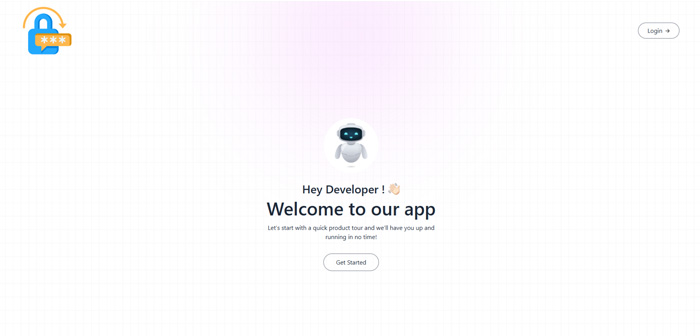 ***
Login →
Hey Developer ! 👋🏻
Welcome to our app
Let's start with a quick product tour and we'll have you up and
running in no time!
Get Started